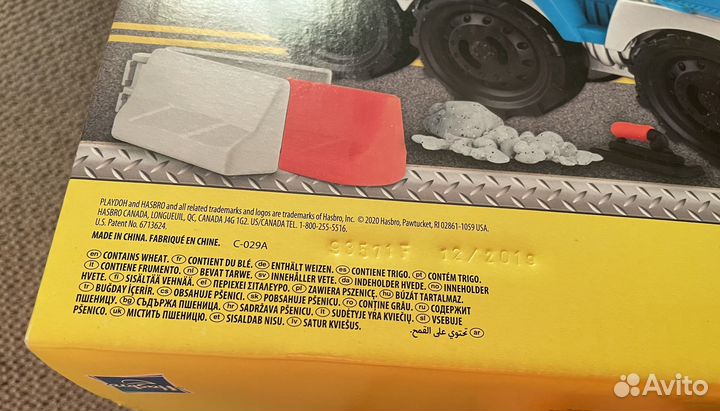 PLAYDOH and HASBRO and all related trademarks and logos are trademarks of Hasbro, Inc. © 2020 Hasbro, Pawtucket, RI 02861-1059 USA.
HASBRO CANADA, LONGUEUIL, QC, CANADA J4G 1G2. US/CANADA TEL. 1-800-255-5516.
U.S. Patent No. 6713624.
MADE IN CHINA. FABRIQUÉ EN CHINE. C-029A 93571F 12/2019
en CONTAINS WHEAT. fr CONTIENT DU BLÉ. de ENTHÄLT WEIZEN. es CONTIENE TRIGO. pt CONTÉM TRIGO.
it CONTIENE FRUMENTO. nl BEVAT TARWE. sv INNEHÅLLER VETE. da INDEHOLDER HVEDE. no INNEHOLDER
HVETE. fi SISÄLTÄÄ VEHNÄÄ. el ΠΕΡΙΕΧΕΙ ΣΙΤΑΛΕΥΡΟ. pl ZAWIERA PSZENICĘ. hu BÚZÁT TARTALMAZ.
tr BUĞDAY İÇERİR. cs OBSAHUJE PŠENICI. sk OBSAHUJE PŠENICU. ro CONȚINE GRÂU. ru СОДЕРЖИТ
ПШЕНИЦУ. bg СЪДЪРЖА ПШЕНИЦА. hr SADRŽAVA PŠENICU. lt SUDĖTYJE YRA KVIEČIŲ. sl VSEBUJE
PŠENICO. uk МІСТИТЬ ПШЕНИЦЮ. et SISALDAB NISU. lv SATUR KVIEŠUS. ar تحتوي على القمح.
Hasbro
Avito